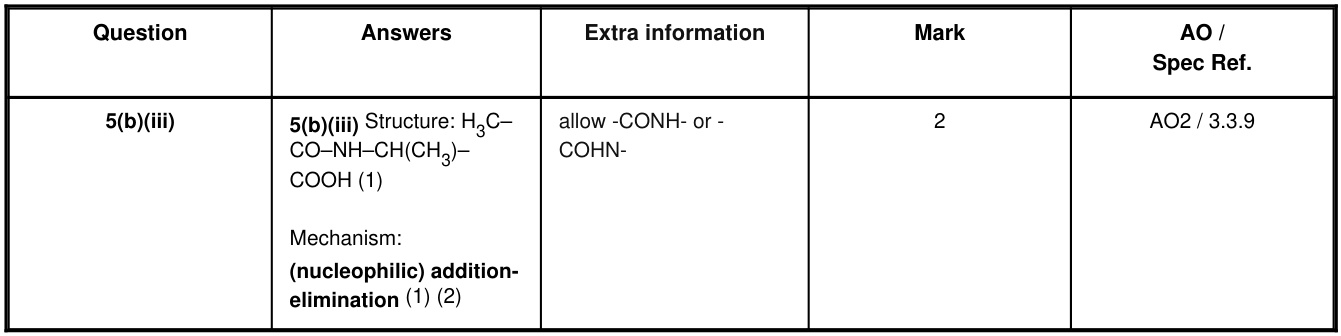 Question Answers Extra information Mark AO /
Spec Ref.
5(b)(iii) 5(b)(iii) Structure: H3C– allow -CONH- or - 2 AO2 / 3.3.9
CO–NH–CH(CH3)– COHN-
COOH (1)
Mechanism:
(nucleophilic) addition-
elimination (1) (2)